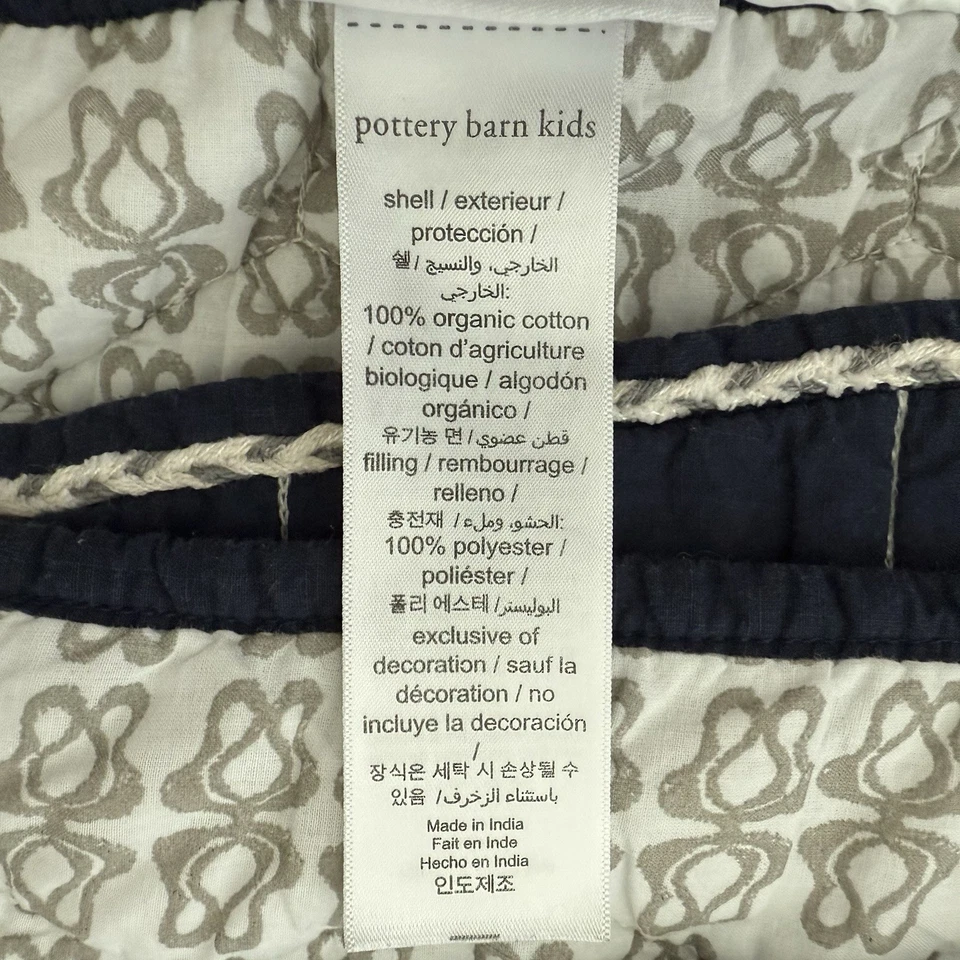 pottery barn kids
shell / exterieur /
protección /
쉘 / الخارجي، والنسيج
الخارجي:
100% organic cotton
/ coton d'agriculture
biologique / algodón
orgánico /
유기농 면 / قطن عضوي
filling / rembourrage /
relleno /
충전재 / الحشو، وملء:
100% polyester /
poliéster /
폴리 에스테 / البوليستر
exclusive of
decoration / sauf la
décoration / no
incluye la decoración
/
장식은 세탁 시 손상될 수
있음 / باستثناء الزخرف
Made in India
Fait en Inde
Hecho en India
인도제조